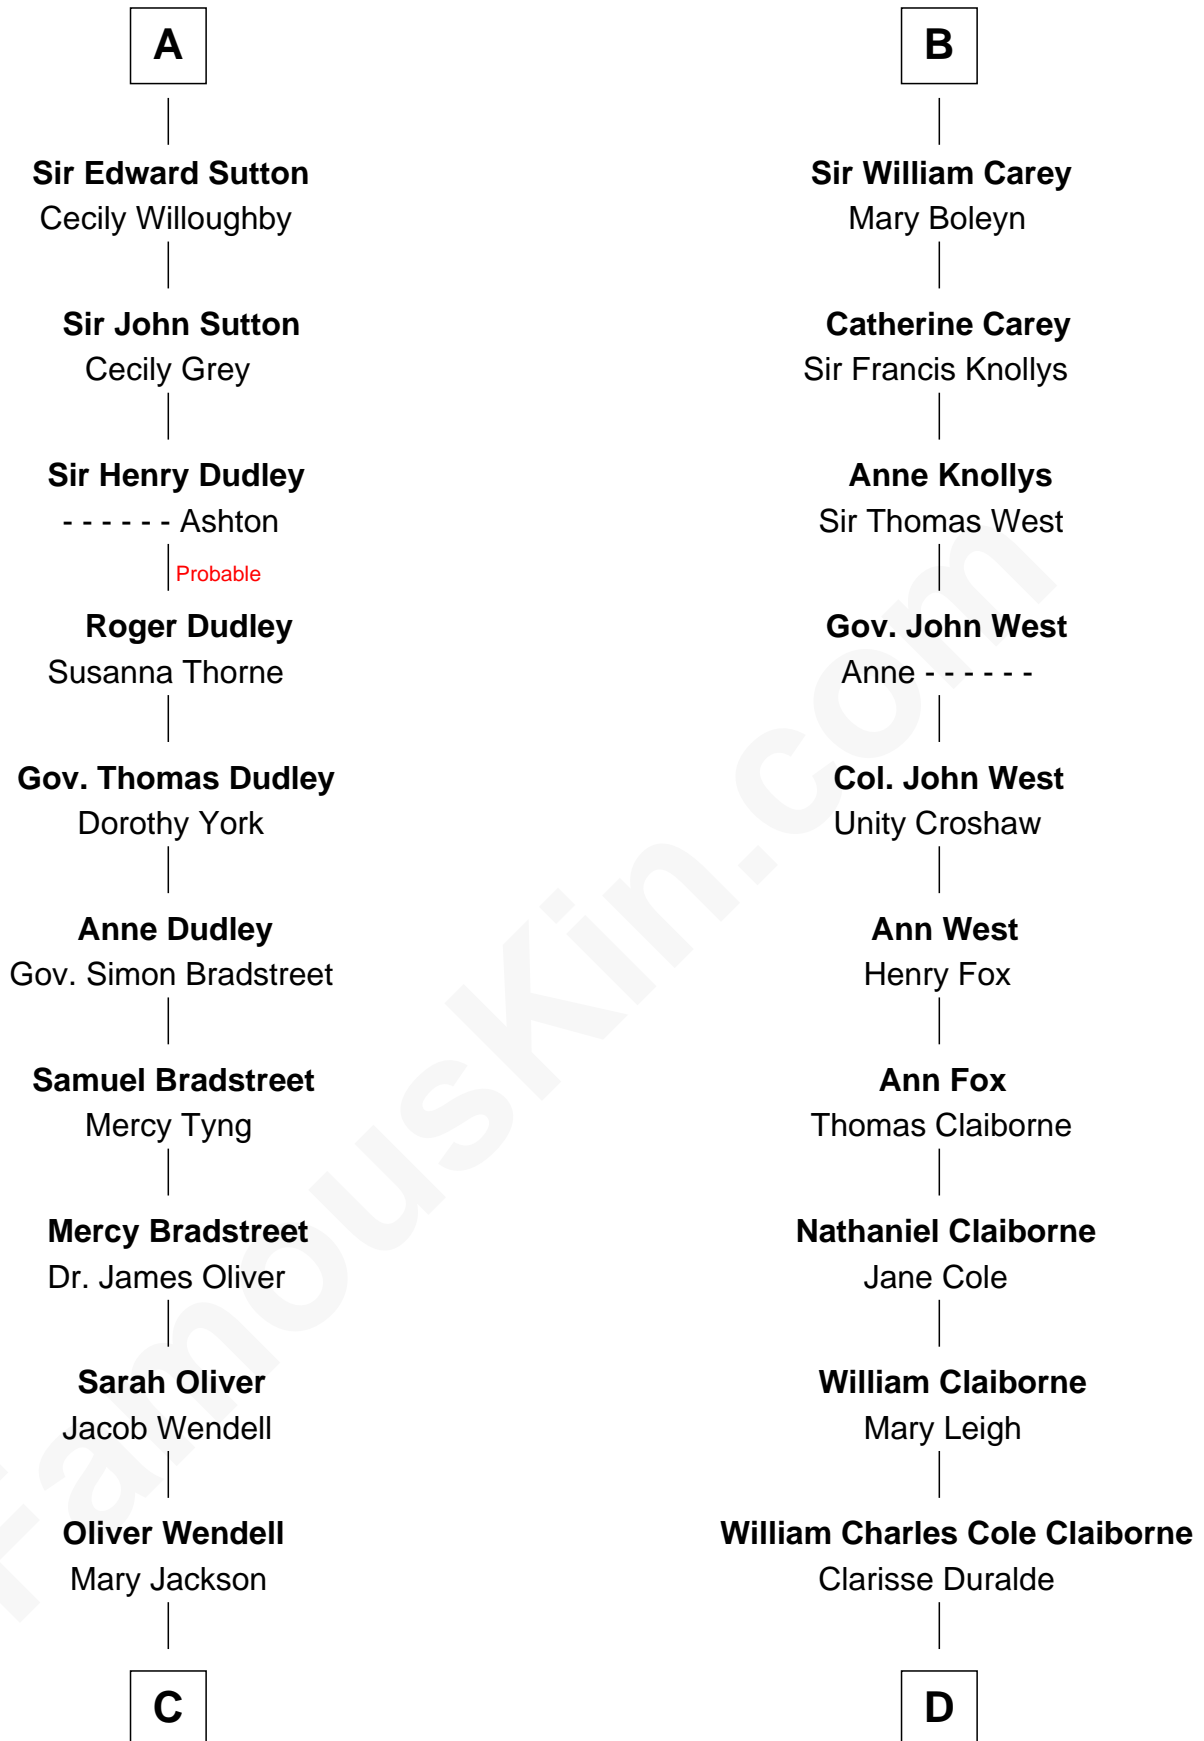 A
Sir Edward Sutton
Cecily Willoughby
Sir John Sutton
Cecily Grey
Sir Henry Dudley
- - - - - - Ashton
Probable
Roger Dudley
Susanna Thorne
Gov. Thomas Dudley
Dorothy York
Anne Dudley
Gov. Simon Bradstreet
Samuel Bradstreet
Mercy Tyng
Mercy Bradstreet
Dr. James Oliver
Sarah Oliver
Jacob Wendell
Oliver Wendell
Mary Jackson
C
B
Sir William Carey
Mary Boleyn
Catherine Carey
Sir Francis Knollys
Anne Knollys
Sir Thomas West
Gov. John West
Anne - - - - - -
Col. John West
Unity Croshaw
Ann West
Henry Fox
Ann Fox
Thomas Claiborne
Nathaniel Claiborne
Jane Cole
William Claiborne
Mary Leigh
William Charles Cole Claiborne
Clarisse Duralde
D
FamousKin.com